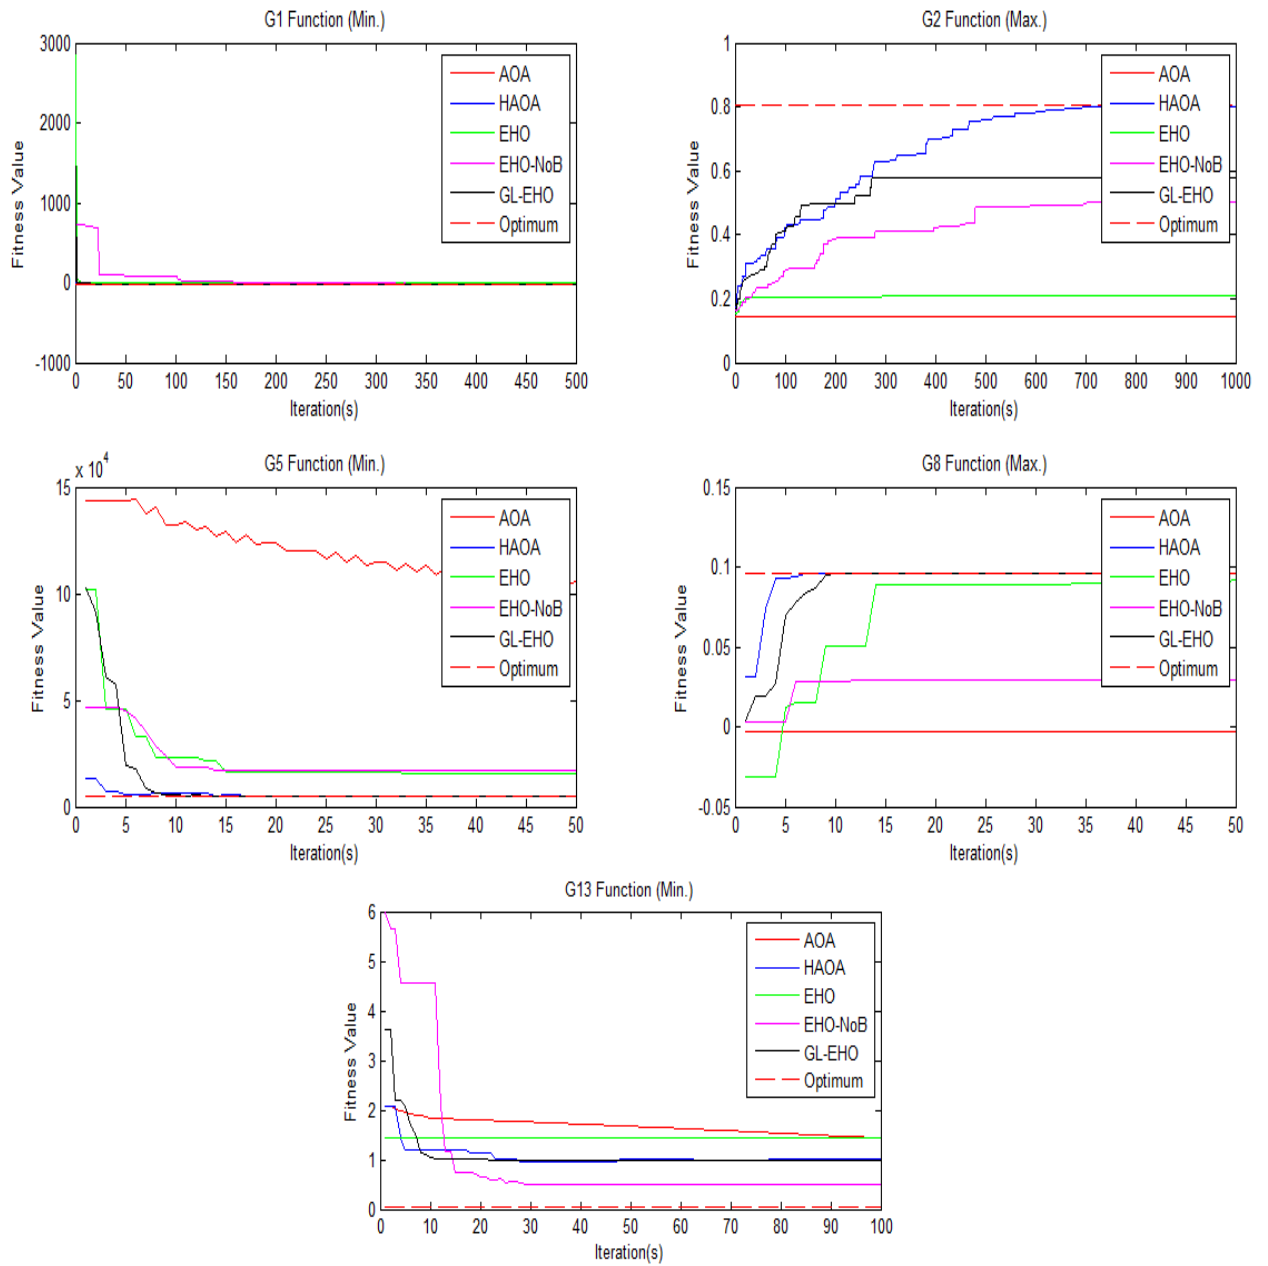 G1 Function (Min.)
3000
2000
1000
0
-1000
Fitness Value
0 50 100 150 200 250 300 350 400 450 500
Iteration(s)
AOA
HAOA
EHO
EHO-NoB
GL-EHO
Optimum
G2 Function (Max.)
1
0.8
0.6
0.4
0.2
0
Fitness Value
0 100 200 300 400 500 600 700 800 900 1000
Iteration(s)
AOA
HAOA
EHO
EHO-NoB
GL-EHO
Optimum
G5 Function (Min.)
x 10^4
15
10
5
0
Fitness Value
0 5 10 15 20 25 30 35 40 45 50
Iteration(s)
AOA
HAOA
EHO
EHO-NoB
GL-EHO
Optimum
G8 Function (Max.)
0.15
0.1
0.05
0
-0.05
Fitness Value
0 5 10 15 20 25 30 35 40 45 50
Iteration(s)
AOA
HAOA
EHO
EHO-NoB
GL-EHO
Optimum
G13 Function (Min.)
6
5
4
3
2
1
0
Fitness Value
0 10 20 30 40 50 60 70 80 90 100
Iteration(s)
AOA
HAOA
EHO
EHO-NoB
GL-EHO
Optimum